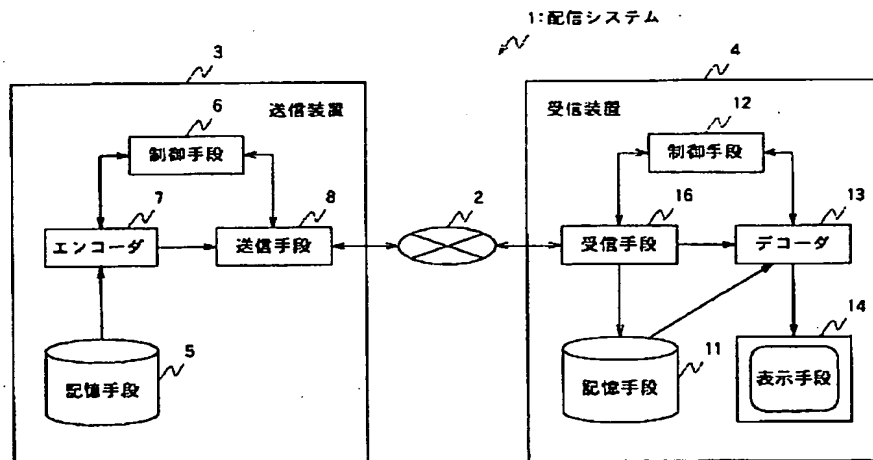 1:配信システム
3
送信装置
6
制御手段
7
エンコーダ
8
送信手段
5
記憶手段
2
4
受信装置
12
制御手段
16
受信手段
13
デコーダ
11
記憶手段
14
表示手段